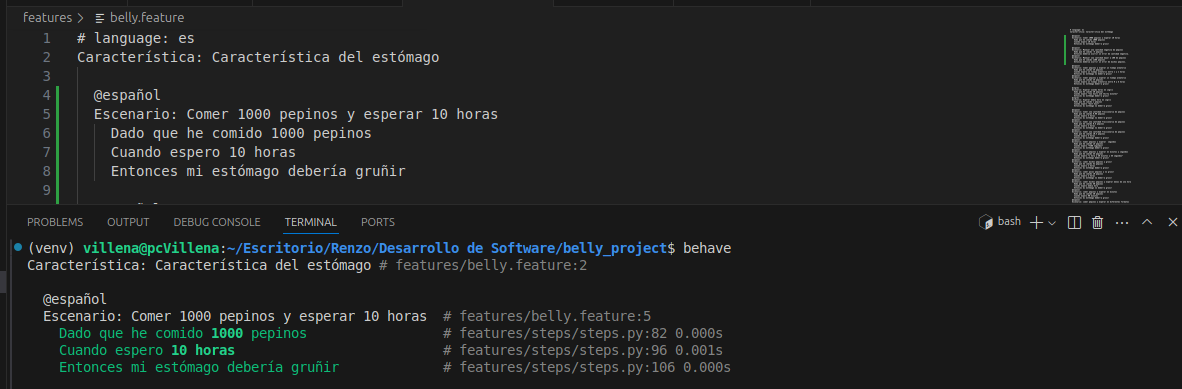 features > belly.feature
1 # language: es
2 Característica: Característica del estómago
3
4 @español
5 Escenario: Comer 1000 pepinos y esperar 10 horas
6 Dado que he comido 1000 pepinos
7 Cuando espero 10 horas
8 Entonces mi estómago debería gruñir
9
PROBLEMS OUTPUT DEBUG CONSOLE TERMINAL PORTS bash
(venv) villena@pcVillena:~/Escritorio/Renzo/Desarrollo de Software/belly_project$ behave
Característica: Característica del estómago # features/belly.feature:2
@español
Escenario: Comer 1000 pepinos y esperar 10 horas # features/belly.feature:5
Dado que he comido 1000 pepinos # features/steps/steps.py:82 0.000s
Cuando espero 10 horas # features/steps/steps.py:96 0.001s
Entonces mi estómago debería gruñir # features/steps/steps.py:106 0.000s